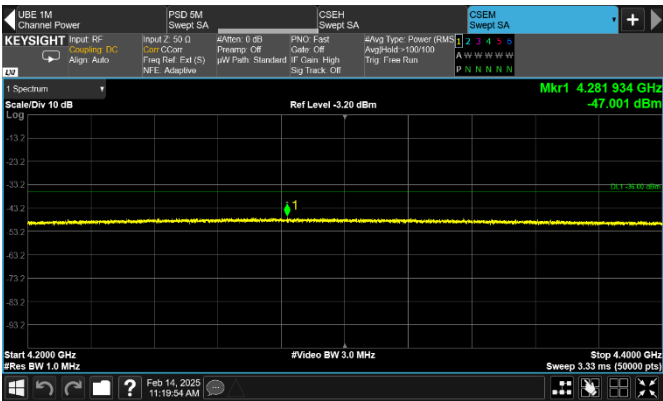 UBE 1M
Channel Power
PSD 5M
Swept SA
CSEH
Swept SA
CSEM
Swept SA
KEYSIGHT
Input: RF
Coupling: DC
Align: Auto
Input Z: 50 Ω
Corr CCorr
Freq Ref: Ext (S)
NFE: Adaptive
#Atten: 0 dB
Preamp: Off
µW Path: Standard
PNO: Fast
Gate: Off
IF Gain: High
Sig Track: Off
#Avg Type: Power (RMS)
Avg|Hold:>100/100
Trig: Free Run
1 2 3 4 5 6
A W W W W W
P N N N N N
LXI
1 Spectrum
Scale/Div 10 dB
Log
Ref Level -3.20 dBm
Mkr1 4.281 934 GHz
-47.001 dBm
-13.2
-23.2
-33.2
DL1 -36.00 dBm
-43.2
1
-53.2
-63.2
-73.2
-83.2
-93.2
Start 4.2000 GHz
#Video BW 3.0 MHz
Stop 4.4000 GHz
#Res BW 1.0 MHz
Sweep 3.33 ms (50000 pts)
?
Feb 14, 2025
11:19:54 AM